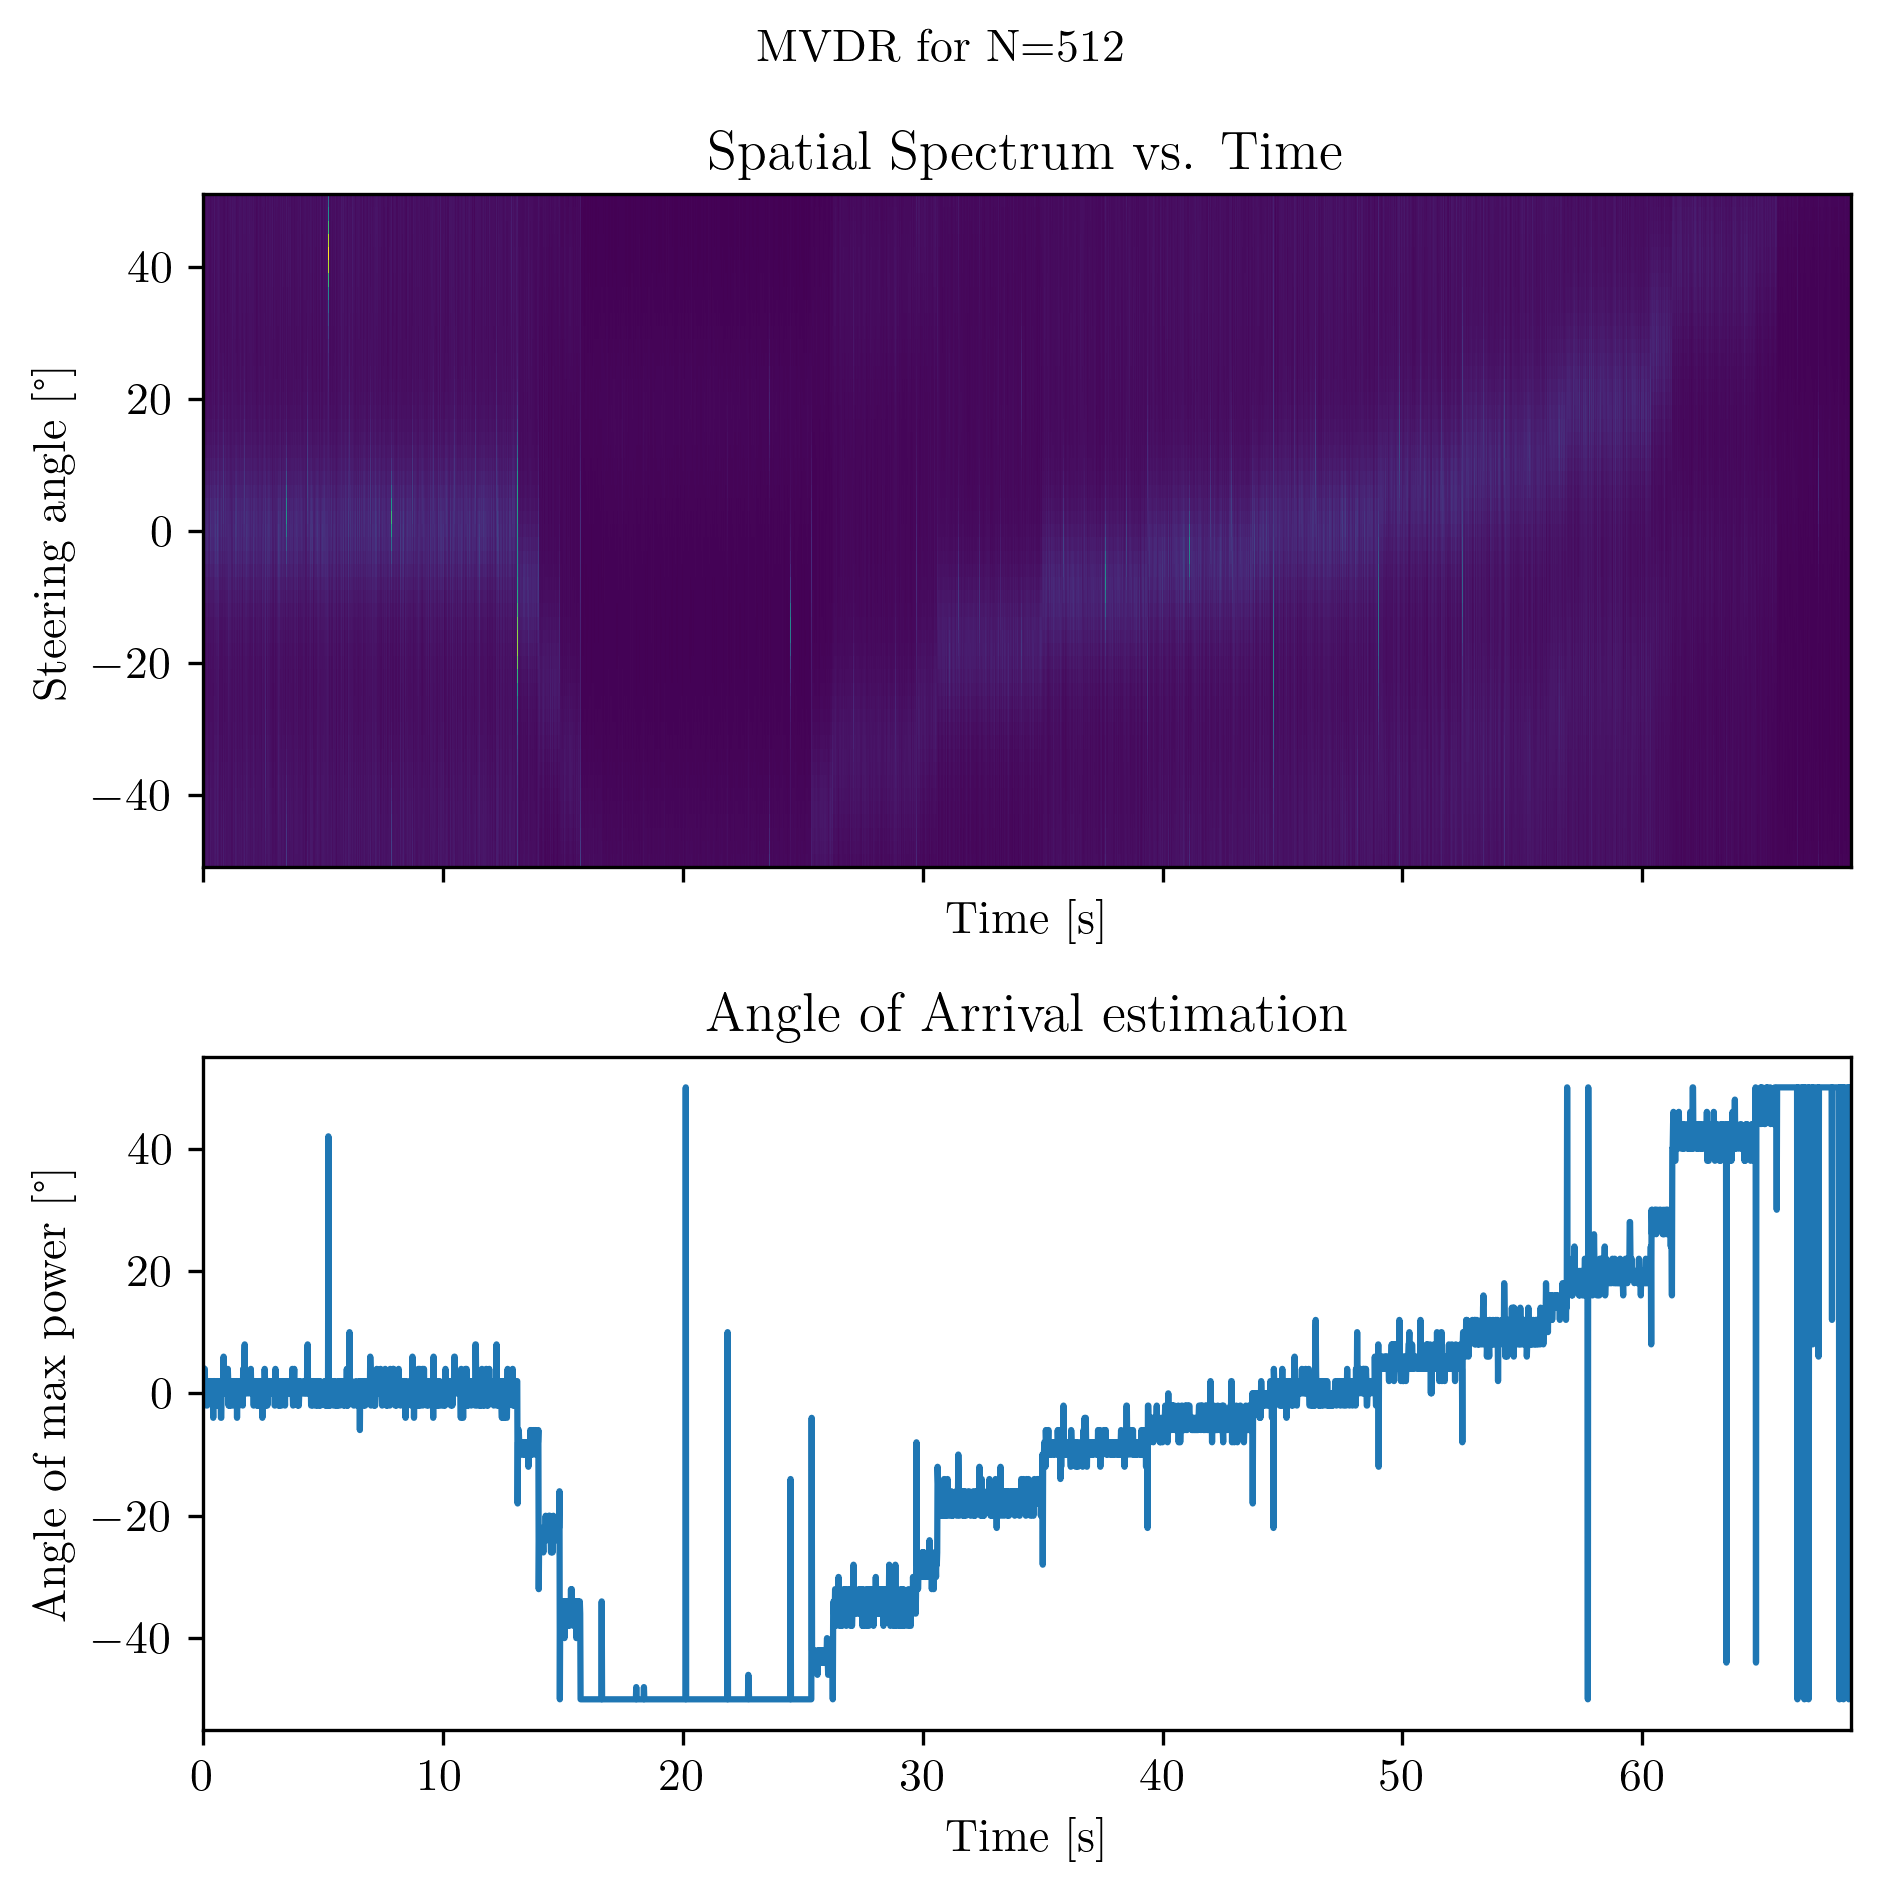 MVDR for N=512
Spatial Spectrum vs. Time
Steering angle [°]
40
20
0
−20
−40
Time [s]
Angle of Arrival estimation
Angle of max power [°]
40
20
0
−20
−40
0 10 20 30 40 50 60
Time [s]